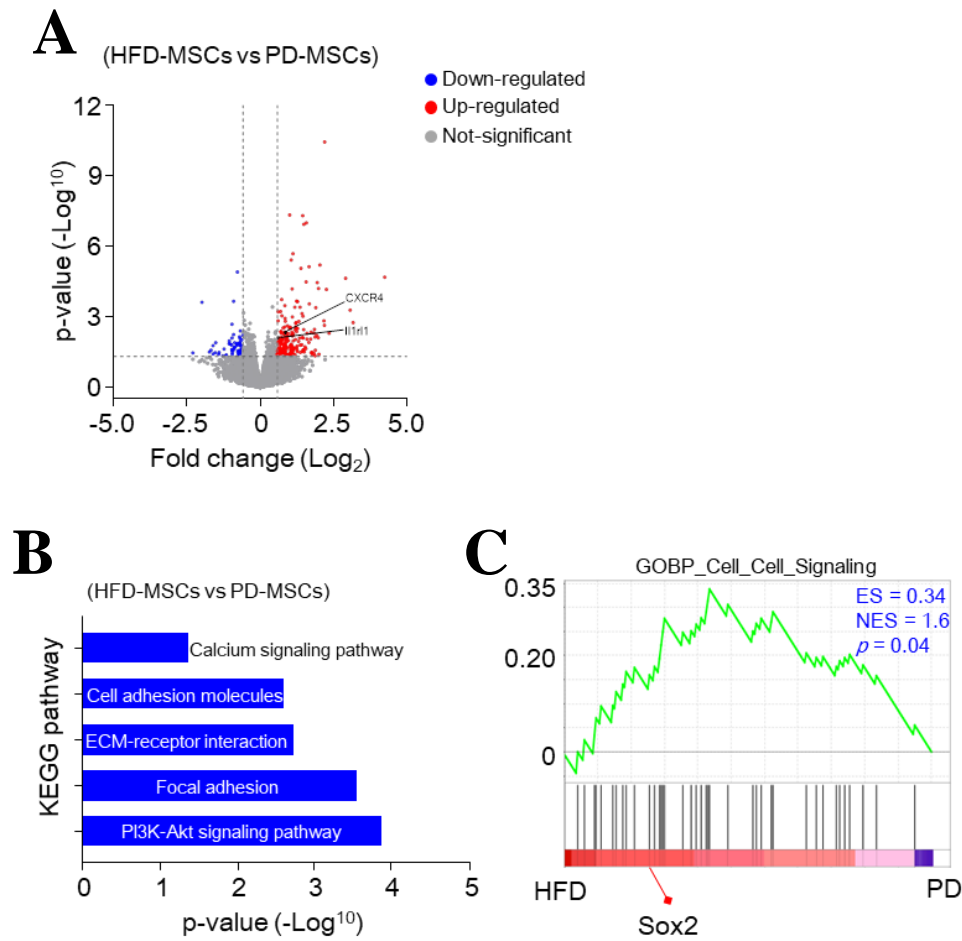 A
(HFD-MSCs vs PD-MSCs)
Down-regulated
Up-regulated
Not-significant
p-value (-Log¹⁰)
12
9
6
3
0
CXCR4
Il1rl1
-5.0 -2.5 0 2.5 5.0
Fold change (Log₂)
B
(HFD-MSCs vs PD-MSCs)
KEGG pathway
Calcium signaling pathway
Cell adhesion molecules
ECM-receptor interaction
Focal adhesion
PI3K-Akt signaling pathway
0 1 2 3 4 5
p-value (-Log¹⁰)
C
GOBP_Cell_Cell_Signaling
0.35
0.20
0
ES = 0.34
NES = 1.6
p = 0.04
HFD PD
Sox2